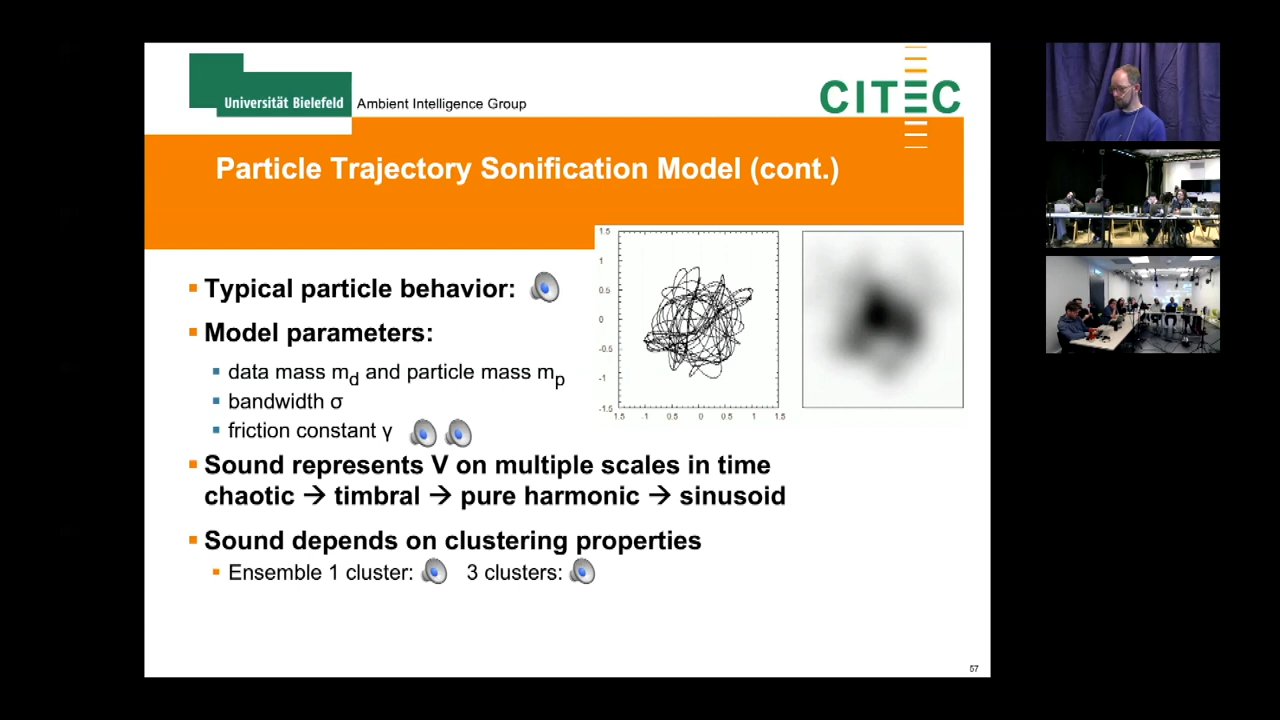 Universität Bielefeld
Ambient Intelligence Group
CITEC
Particle Trajectory Sonification Model (cont.)
Typical particle behavior:
Model parameters:
data mass md and particle mass mp
bandwidth σ
friction constant γ
Sound represents V on multiple scales in time
chaotic → timbral → pure harmonic → sinusoid
Sound depends on clustering properties
Ensemble 1 cluster: 3 clusters:
1.5
1
0.5
0
-0.5
-1
-1.5
1.5 .1 0.5 0 0.5 1 1.5
57